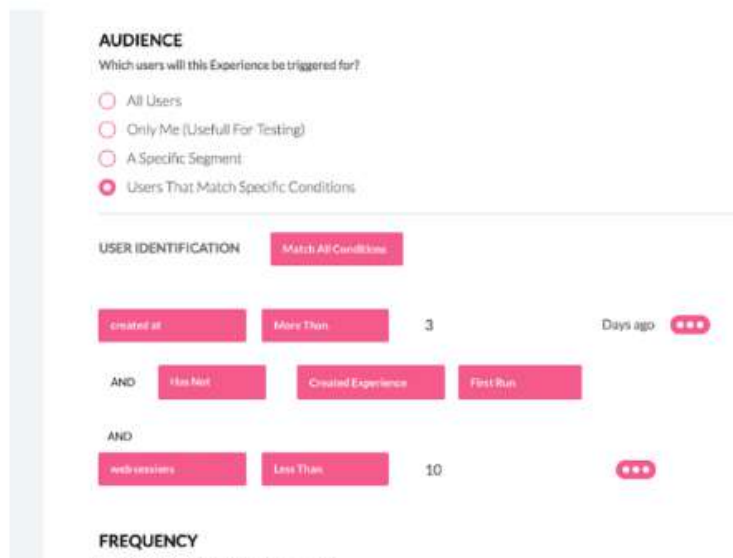 AUDIENCE
Which users will this Experience be triggered for?
All Users
Only Me (Usefull For Testing)
A Specific Segment
Users That Match Specific Conditions
USER IDENTIFICATION Match All Conditions
created at More Than 3 Days ago
AND Has Not Created Experience First Run
AND
web sessions Less Than 10
FREQUENCY